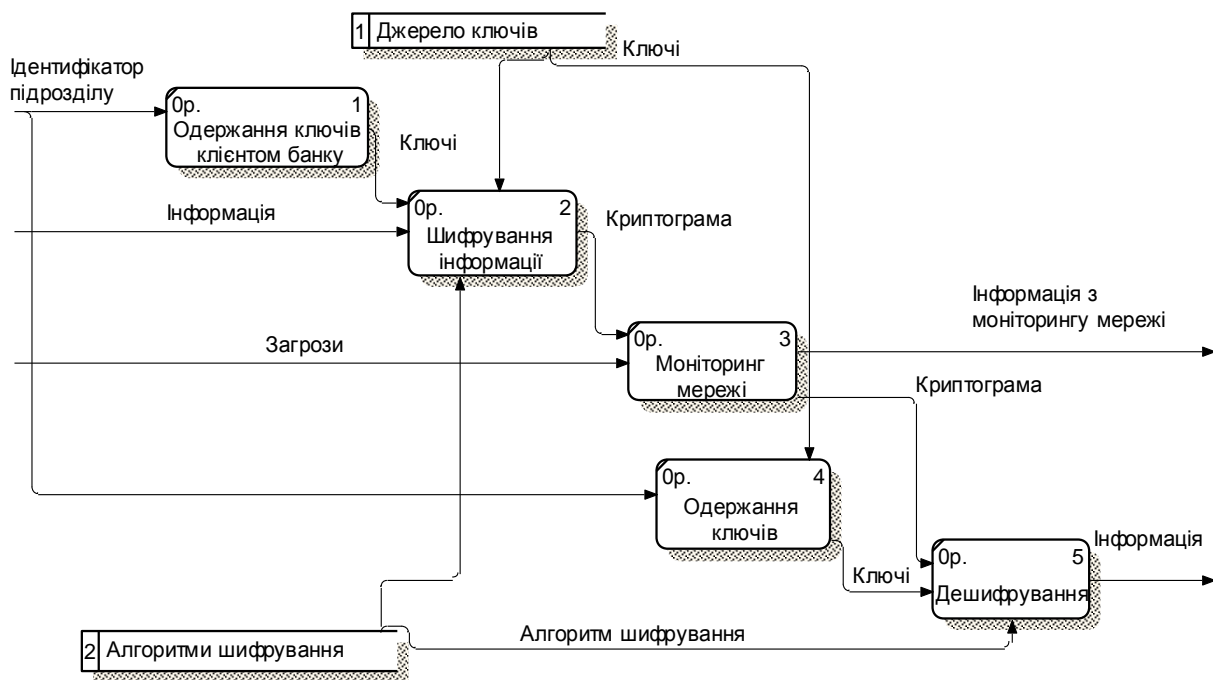 1 Джерело ключів
Ключі
Ідентифікатор
підрозділу
0р. 1
Одержання ключів
клієнтом банку
Ключі
0р. 2
Шифрування
інформації
Інформація
Криптограма
Загрози
0р. 3
Моніторинг
мережі
Інформація з
моніторингу мережі
Криптограма
0р. 4
Одержання
ключів
Ключі
0р. 5
Дешифрування
Інформація
2 Алгоритми шифрування
Алгоритм шифрування